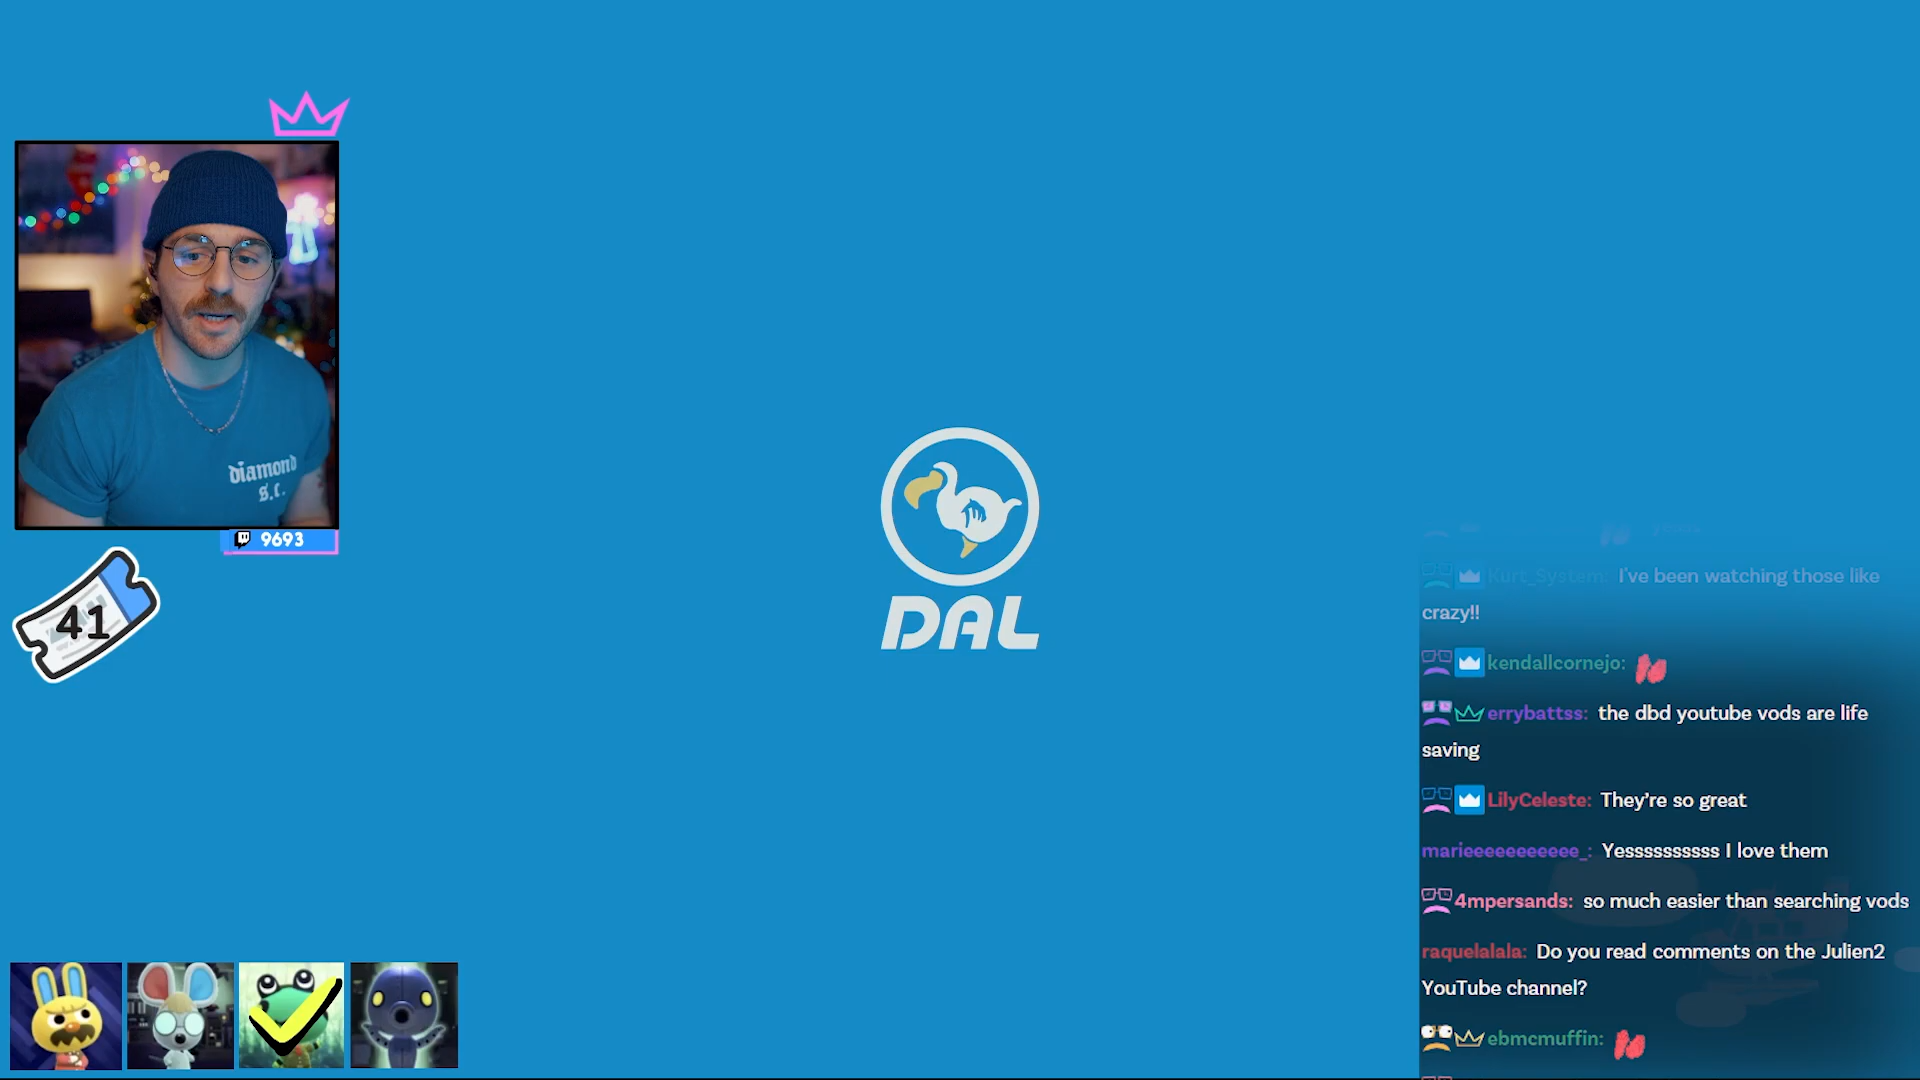 diamond
s.c.
9693
41
DAL
Kurt_System: I've been watching those like
crazy!!
kendallcornejo:
errybattss: the dbd youtube vods are life
saving
LilyCeleste: They're so great
marieeeeeeeeeee_: Yesssssssssss I love them
4mpersands: so much easier than searching vods
raquelalala: Do you read comments on the Julien2
YouTube channel?
ebmcmuffin: